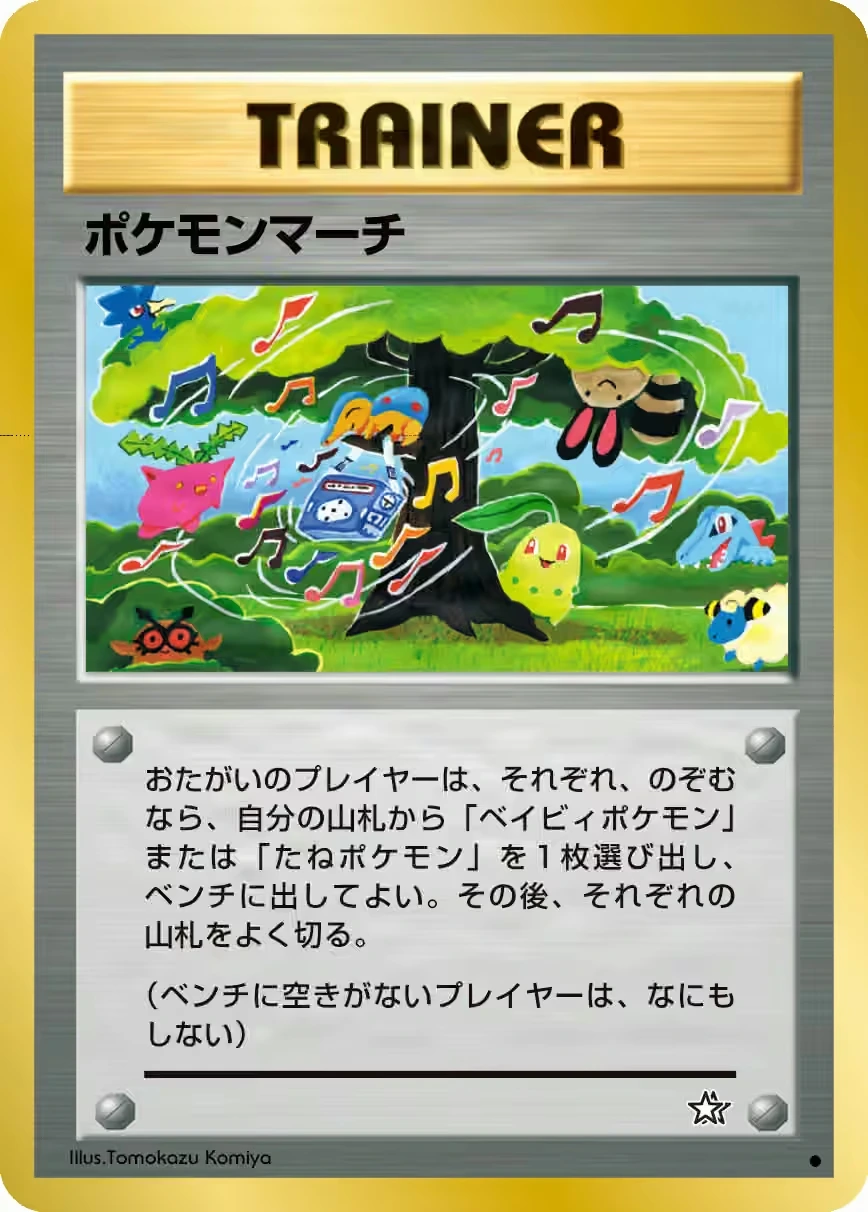 TRAINER
ポケモンマーチ
おたがいのプレイヤーは、それぞれ、のぞむ
なら、自分の山札から「ベイビィポケモン」
または「たねポケモン」を1枚選び出し、
ベンチに出してよい。その後、それぞれの
山札をよく切る。
（ベンチに空きがないプレイヤーは、なにも
しない）
Illus.Tomokazu Komiya